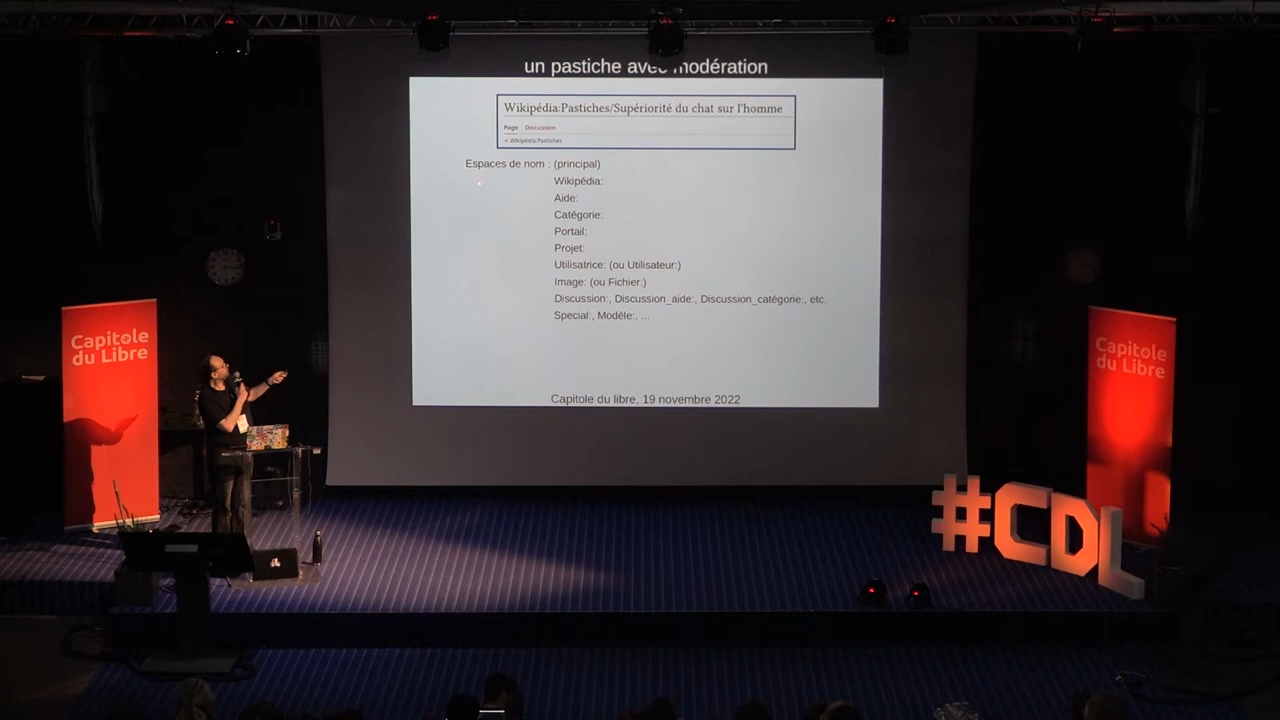 un pastiche avec modération
Wikipédia:Pastiches/Supériorité du chat sur l'homme
Page Discussion
< Wikipédia:Pastiches
Espaces de nom : (principal)
Wikipédia:
Aide:
Catégorie:
Portail:
Projet:
Utilisatrice: (ou Utilisateur:)
Image: (ou Fichier:)
Discussion:, Discussion_aide:, Discussion_catégorie:, etc.
Special:, Modèle:, ...
Capitole du libre, 19 novembre 2022
Capitole
du Libre
Capitole
du Libre
#CDL